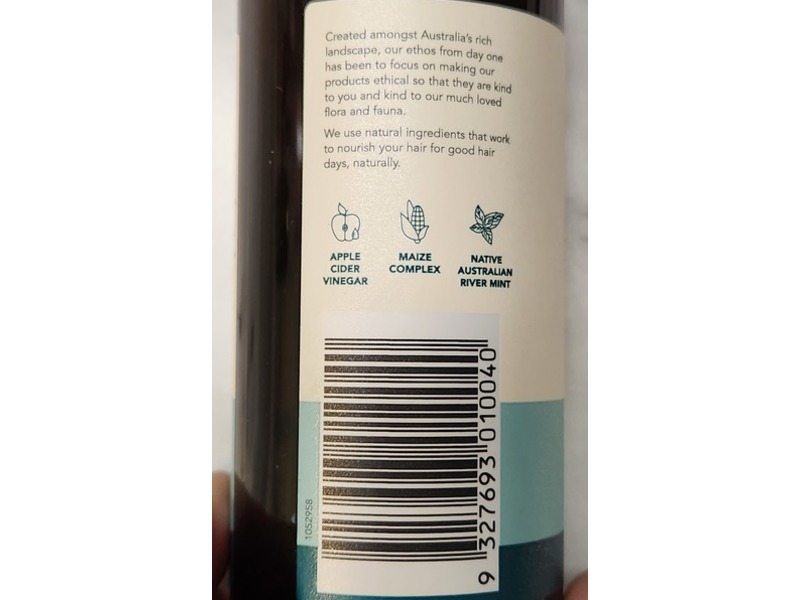 Created amongst Australia's rich
landscape, our ethos from day one
has been to focus on making our
products ethical so that they are kind
to you and kind to our much loved
flora and fauna.
We use natural ingredients that work
to nourish your hair for good hair
days, naturally.
APPLE
CIDER
VINEGAR
MAIZE
COMPLEX
NATIVE
AUSTRALIAN
RIVER MINT
9 327693 010040
1052958